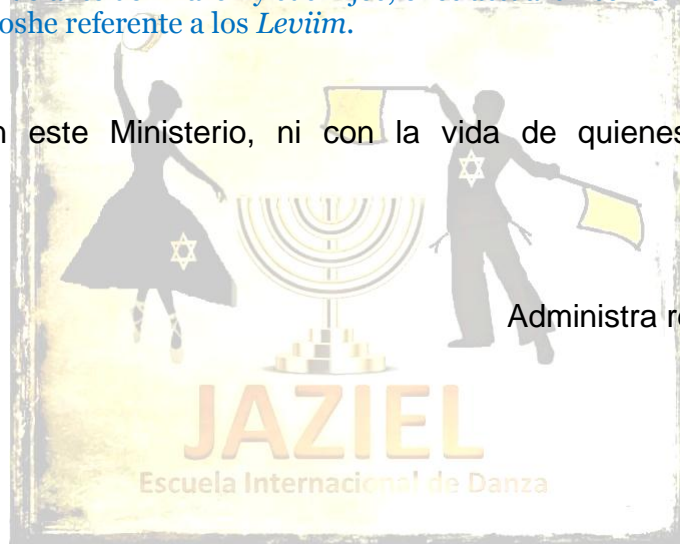 oshe referente a los Leviim.
n este Ministerio, ni con la vida de quienes
Administra r
JAZIEL
Escuela Internacional de Danza